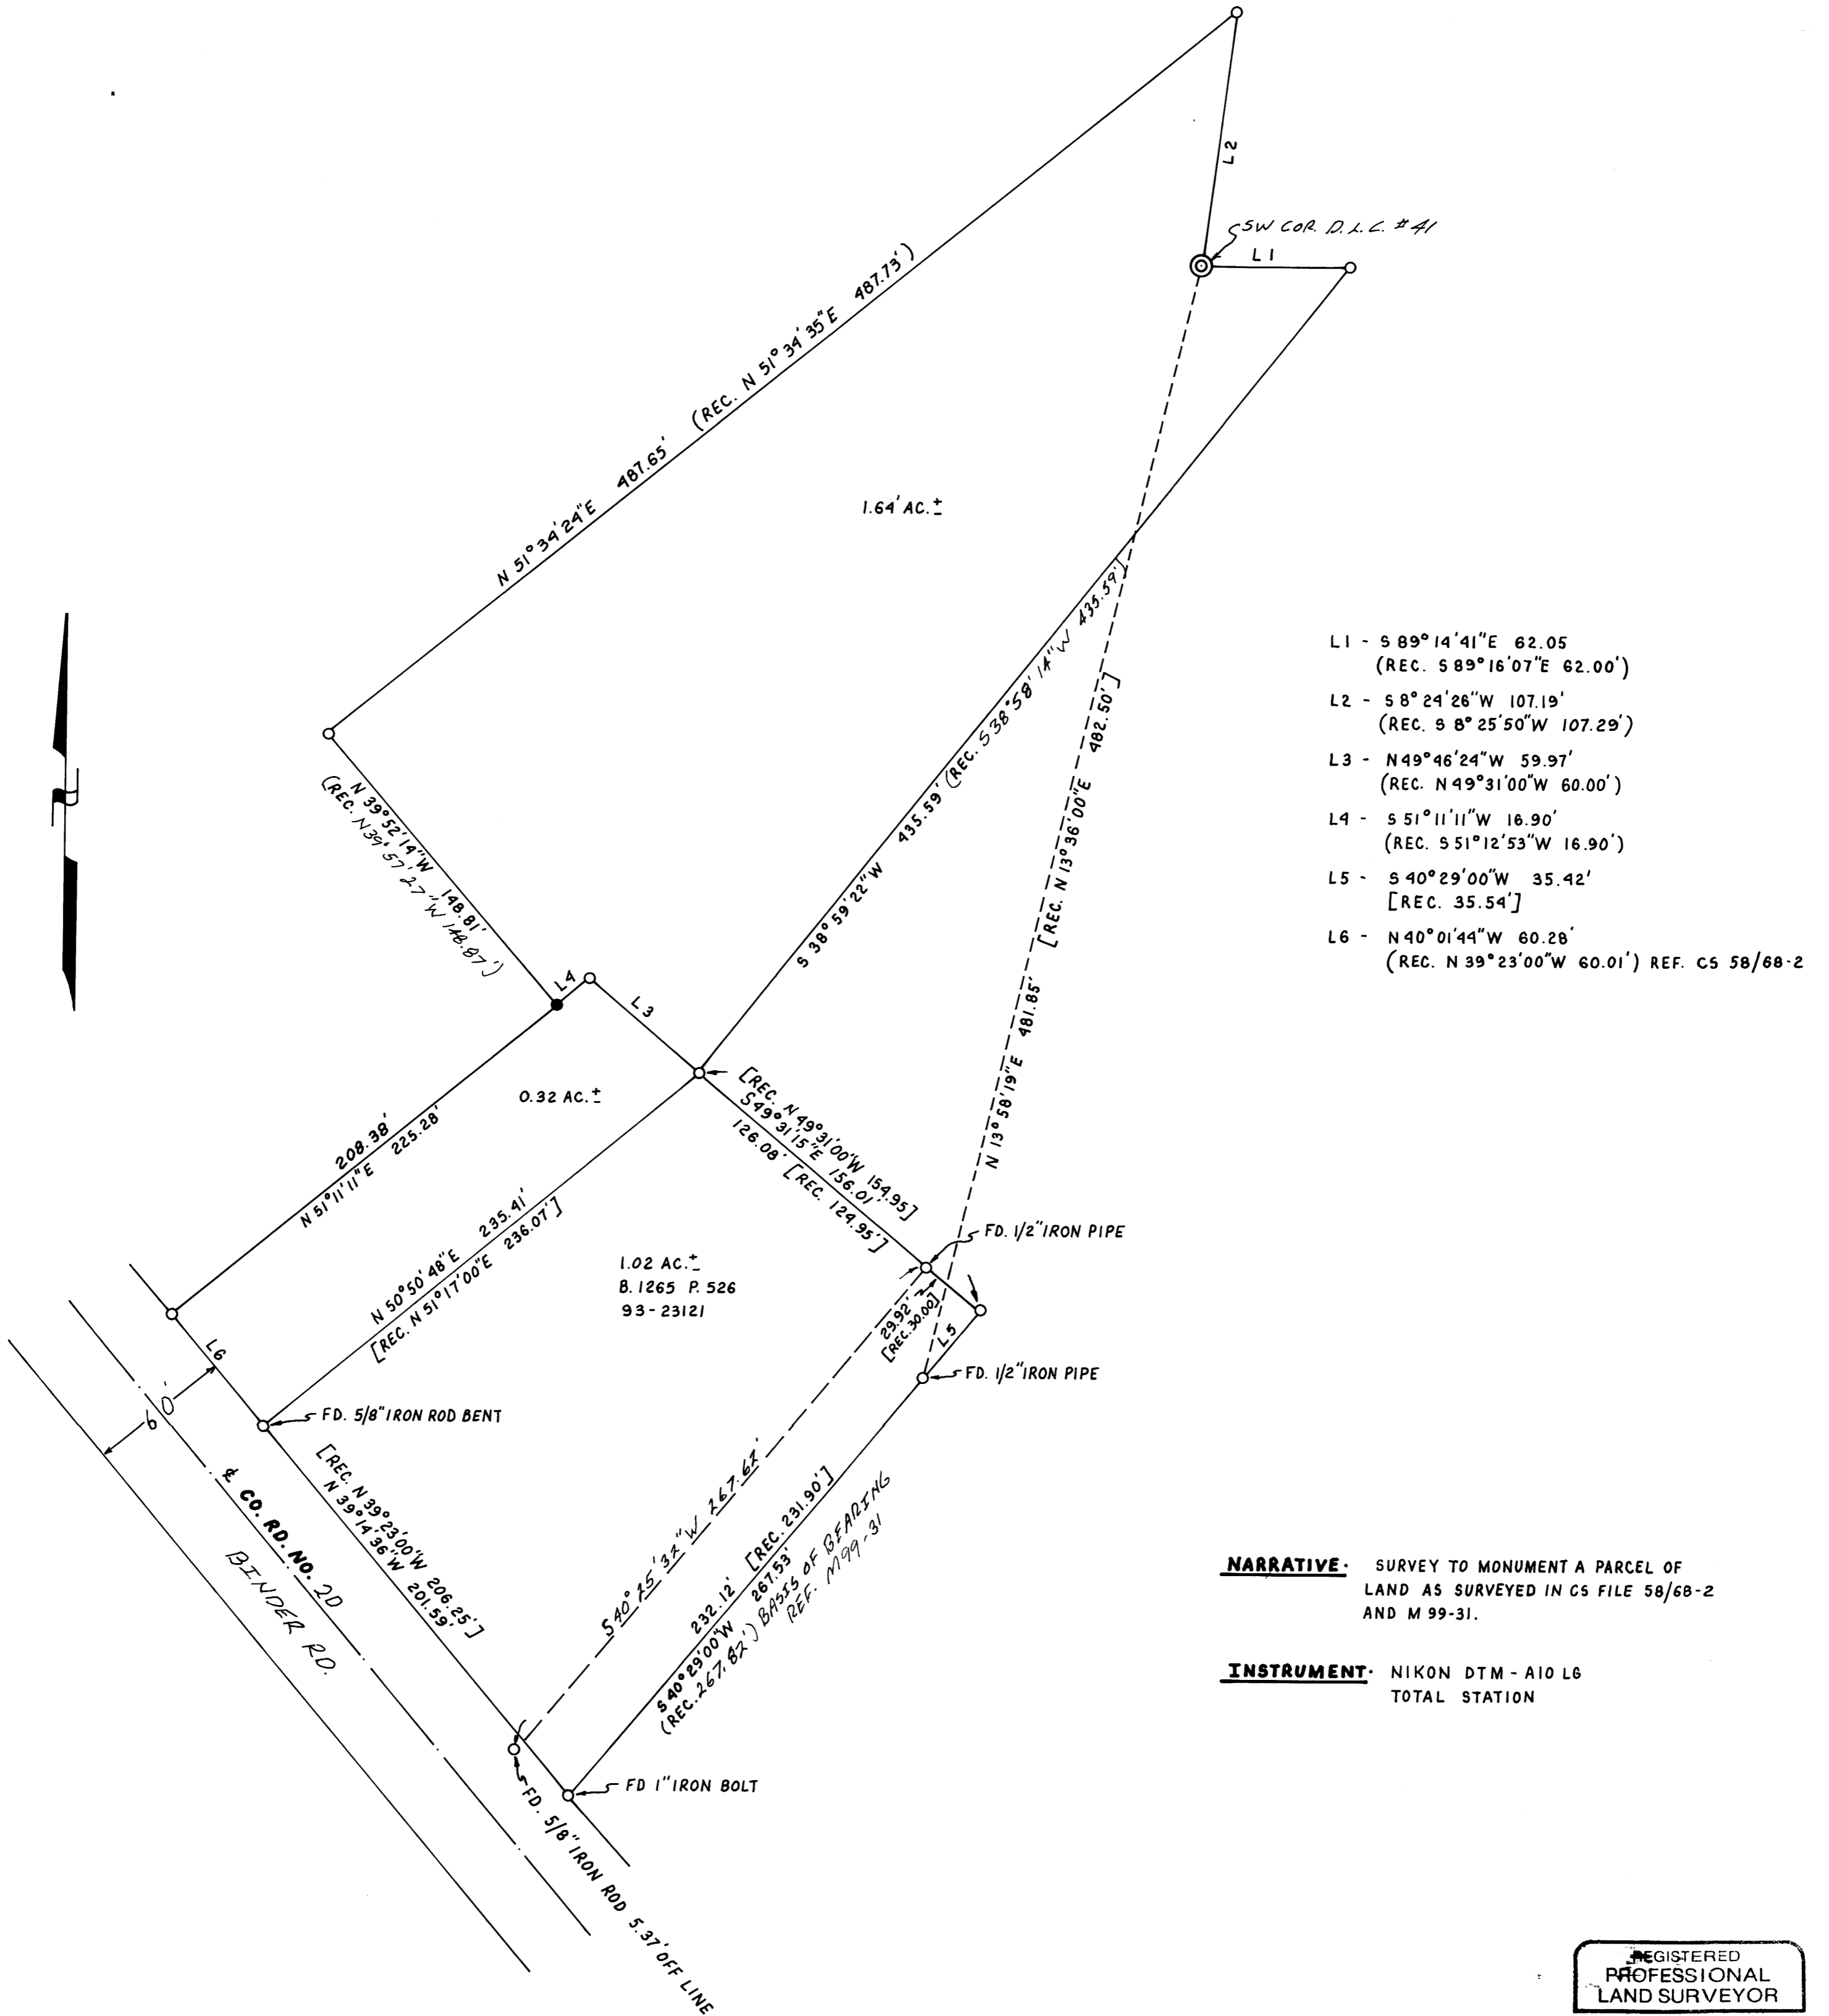 L2
SW COR. D.L.C. #41
L1
N 51° 34' 24"E 487.65' (REC. N 51° 34' 35"E 487.73')
1.64' AC.±
L1 - S 89° 14' 41"E 62.05
(REC. S 89° 16' 07"E 62.00')
L2 - S 8° 24' 26"W 107.19'
(REC. S 8° 25' 50"W 107.29')
L3 - N 49° 46' 24"W 59.97'
(REC. N 49° 31' 00"W 60.00')
L4 - S 51° 11' 11"W 16.90'
(REC. S 51° 12' 53"W 16.90')
L5 - S 40° 29' 00"W 35.42'
[REC. 35.54']
L6 - N 40° 01' 44"W 60.28'
(REC. N 39° 23' 00"W 60.01') REF. CS 58/68-2
N 39° 52' 14"W 148.81'
(REC. N 39° 57' 27"W 148.87')
S 38° 59' 22"W 435.59' (REC. S 38° 58' 14"W 435.59')
N 13° 58' 19"E 481.85' [REC. N 13° 36' 00"E 482.50']
L4
L3
0.32 AC.±
208.38'
N 51° 11' 11"E 225.28'
[REC. N 49° 31' 00"W 154.95]
S 49° 31' 15"E 156.01'
126.08' [REC. 124.95']
N 50° 50' 48"E 235.41'
[REC. N 51° 17' 00"E 236.07']
FD. 1/2" IRON PIPE
1.02 AC.±
B. 1265 P. 526
93-23121
29.92'
[REC. 30.00]
L5
FD. 1/2" IRON PIPE
L6
60'
FD. 5/8" IRON ROD BENT
[REC. N 39° 23' 00"W 206.25']
N 39° 14' 36"W 201.59'
℄ CO. RD. NO. 2D
BINDER RD.
S 40° 25' 32"W 267.62'
232.12' [REC. 231.90']
S 40° 29' 00"W 267.53'
(REC. 267.82') BASIS OF BEARING
REF. M99-31
FD 1" IRON BOLT
FD. 5/8" IRON ROD 5.37' OFF LINE
NARRATIVE: SURVEY TO MONUMENT A PARCEL OF
LAND AS SURVEYED IN CS FILE 58/68-2
AND M 99-31.
INSTRUMENT: NIKON DTM - A10 LG
TOTAL STATION
REGISTERED
PROFESSIONAL
LAND SURVEYOR